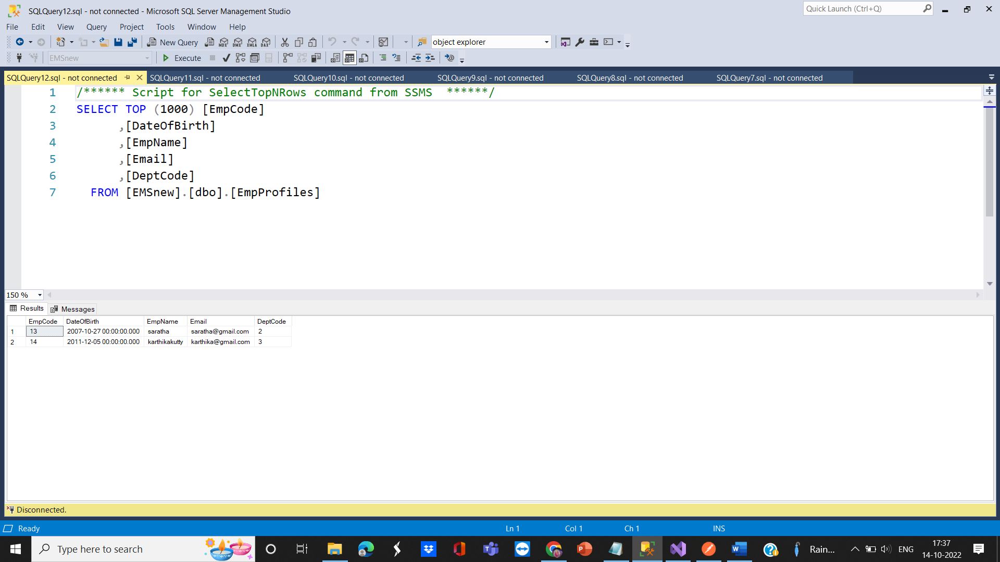 SQLQuery12.sql - not connected - Microsoft SQL Server Management Studio
Quick Launch (Ctrl+Q)
File Edit View Query Project Tools Window Help
New Query MDX DMX XMLA DAX object explorer
EMSnew Execute
SQLQuery12.sql - not connected SQLQuery11.sql - not connected SQLQuery10.sql - not connected SQLQuery9.sql - not connected SQLQuery8.sql - not connected SQLQuery7.sql - not connected
1 /****** Script for SelectTopNRows command from SSMS ******/
2 SELECT TOP (1000) [EmpCode]
3 ,[DateOfBirth]
4 ,[EmpName]
5 ,[Email]
6 ,[DeptCode]
7 FROM [EMSnew].[dbo].[EmpProfiles]
150 %
Results Messages
EmpCode DateOfBirth EmpName Email DeptCode
1 13 2007-10-27 00:00:00.000 saratha saratha@gmail.com 2
2 14 2011-12-05 00:00:00.000 karthikakutty karthika@gmail.com 3
Disconnected.
Ready Ln 1 Col 1 Ch 1 INS
Type here to search Rain... ENG 17:37
14-10-2022